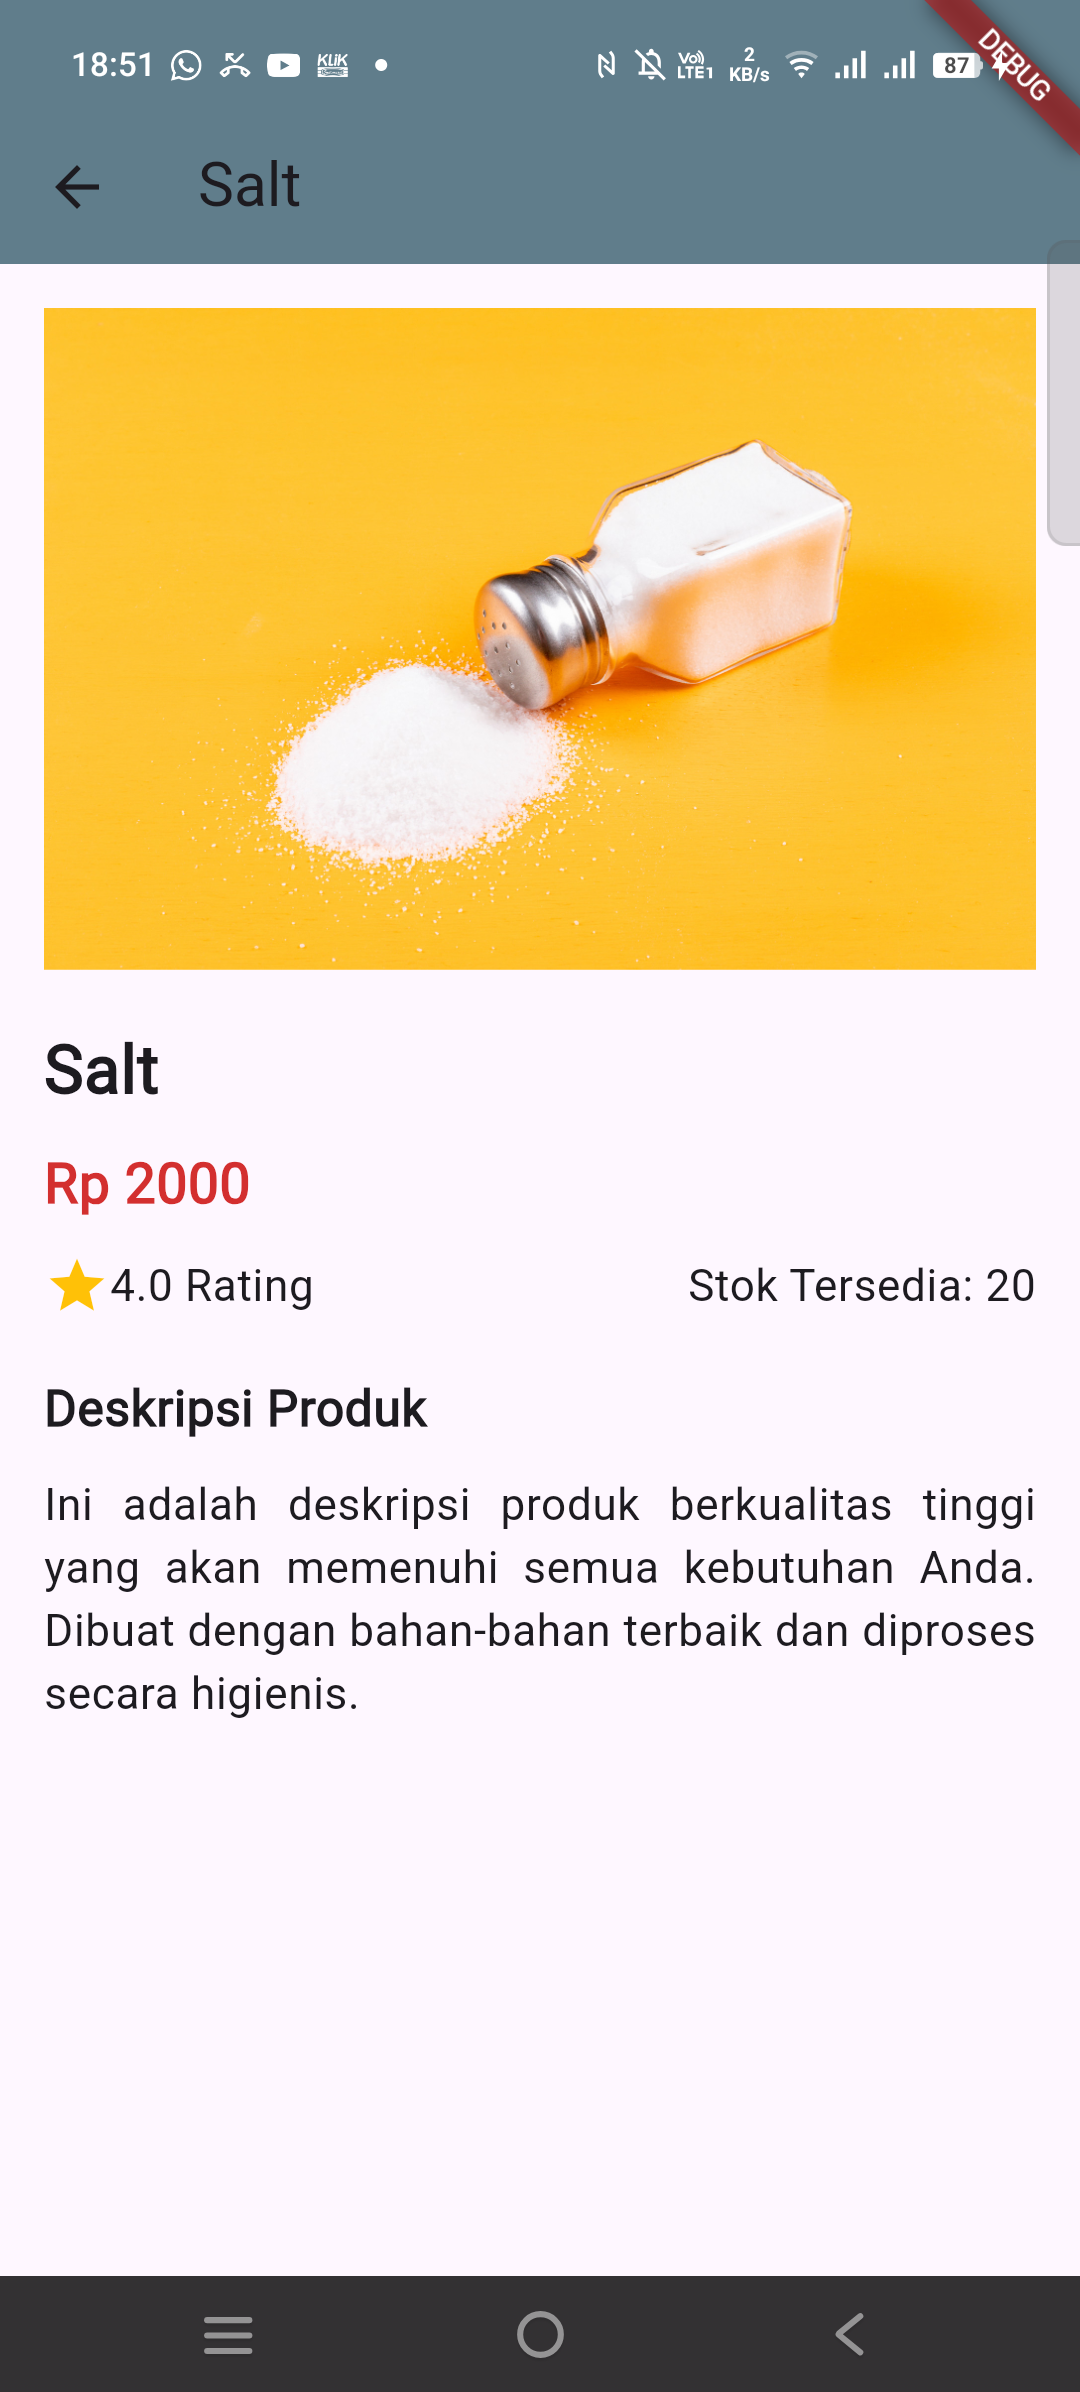 18:51 KLIK Vo)) LTE1 2 KB/s 87
DEBUG
Salt
Salt
Rp 2000
4.0 Rating Stok Tersedia: 20
Deskripsi Produk
Ini adalah deskripsi produk berkualitas tinggi
yang akan memenuhi semua kebutuhan Anda.
Dibuat dengan bahan-bahan terbaik dan diproses
secara higienis.